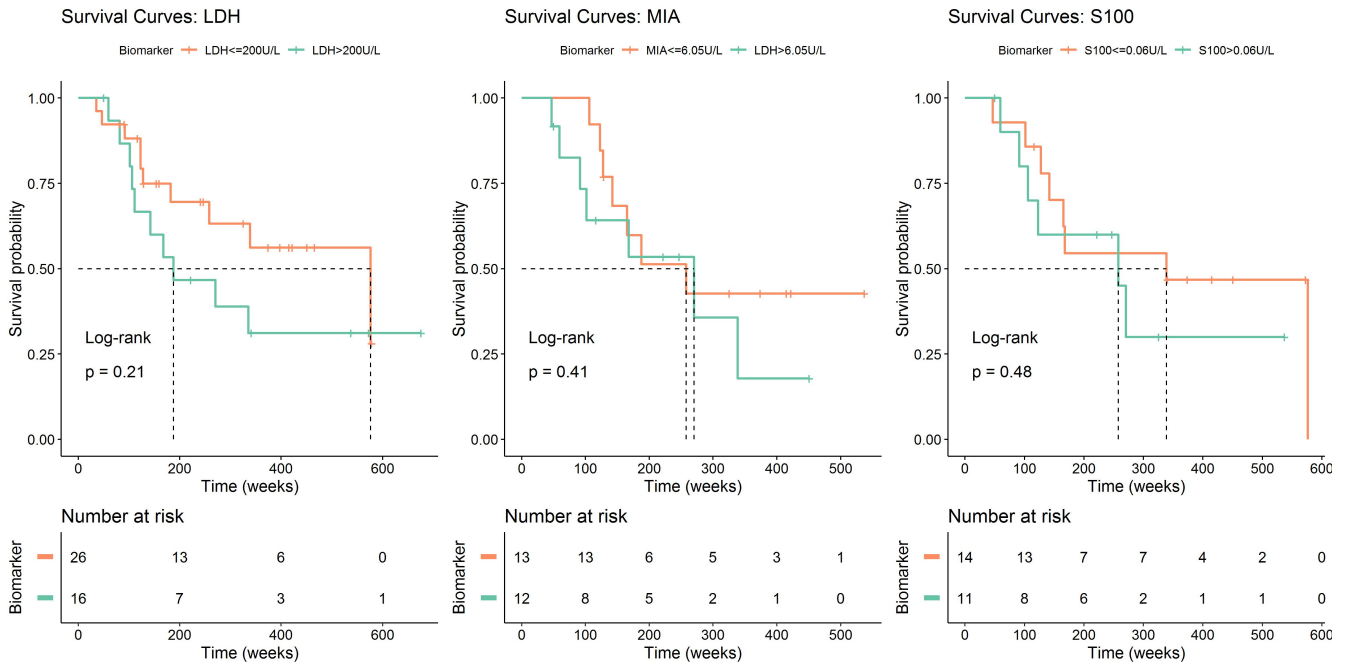 Survival Curves: LDH
Biomarker LDH<=200U/L LDH>200U/L
Survival probability
1.00
0.75
0.50
0.25
0.00
Log-rank
p = 0.21
0 200 400 600
Time (weeks)
Number at risk
Biomarker
26 13 6 0
16 7 3 1
0 200 400 600
Time (weeks)
Survival Curves: MIA
Biomarker MIA<=6.05U/L LDH>6.05U/L
Survival probability
1.00
0.75
0.50
0.25
0.00
Log-rank
p = 0.41
0 100 200 300 400 500
Time (weeks)
Number at risk
Biomarker
13 13 6 5 3 1
12 8 5 2 1 0
0 100 200 300 400 500
Time (weeks)
Survival Curves: S100
Biomarker S100<=0.06U/L S100>0.06U/L
Survival probability
1.00
0.75
0.50
0.25
0.00
Log-rank
p = 0.48
0 100 200 300 400 500 600
Time (weeks)
Number at risk
Biomarker
14 13 7 7 4 2 0
11 8 6 2 1 1 0
0 100 200 300 400 500 600
Time (weeks)